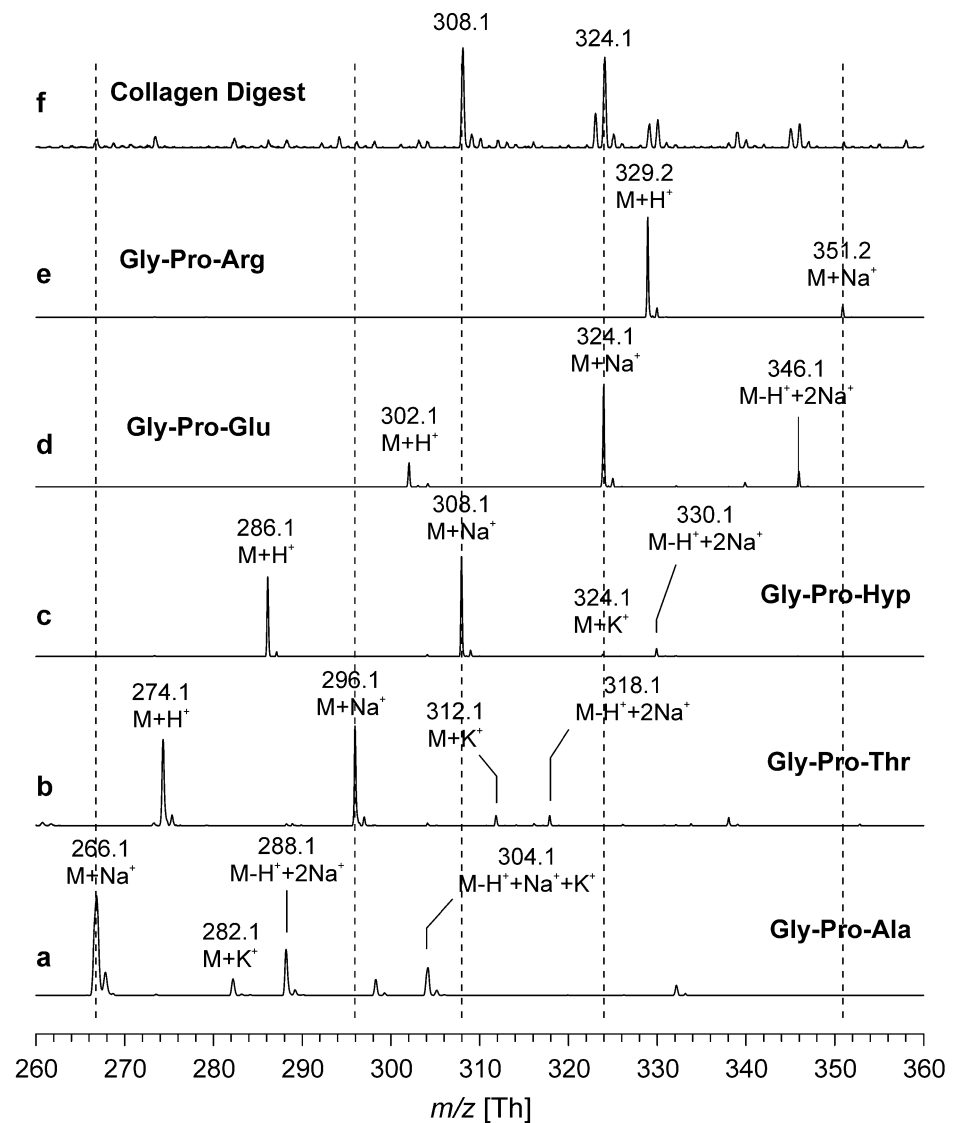 308.1
324.1
Collagen Digest
f
329.2
M+H⁺
351.2
M+Na⁺
Gly-Pro-Arg
e
324.1
M+Na⁺
346.1
M-H⁺+2Na⁺
302.1
M+H⁺
Gly-Pro-Glu
d
308.1
M+Na⁺
286.1
M+H⁺
330.1
M-H⁺+2Na⁺
324.1
M+K⁺
Gly-Pro-Hyp
c
274.1
M+H⁺
296.1
M+Na⁺
312.1
M+K⁺
318.1
M-H⁺+2Na⁺
Gly-Pro-Thr
b
266.1
M+Na⁺
288.1
M-H⁺+2Na⁺
304.1
M-H⁺+Na⁺+K⁺
282.1
M+K⁺
Gly-Pro-Ala
a
260 270 280 290 300 310 320 330 340 350 360
m/z [Th]